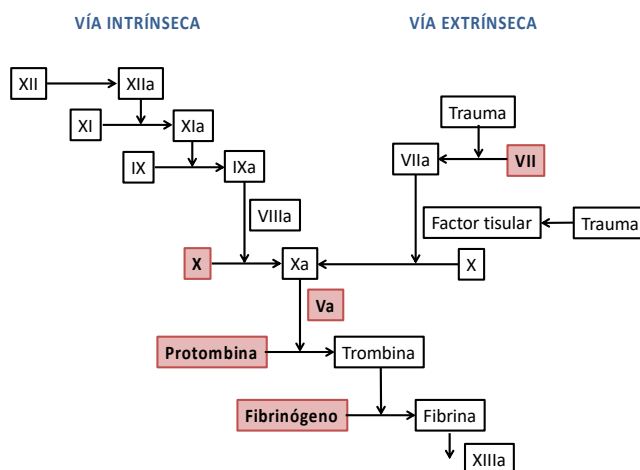 VÍA INTRÍNSECA
VÍA EXTRÍNSECA
XII
XIIa
XI
XIa
IX
IXa
VIIIa
Trauma
VIIa
VII
Factor tisular
Trauma
X
Xa
X
Va
Protombina
Trombina
Fibrinógeno
Fibrina
XIIIa